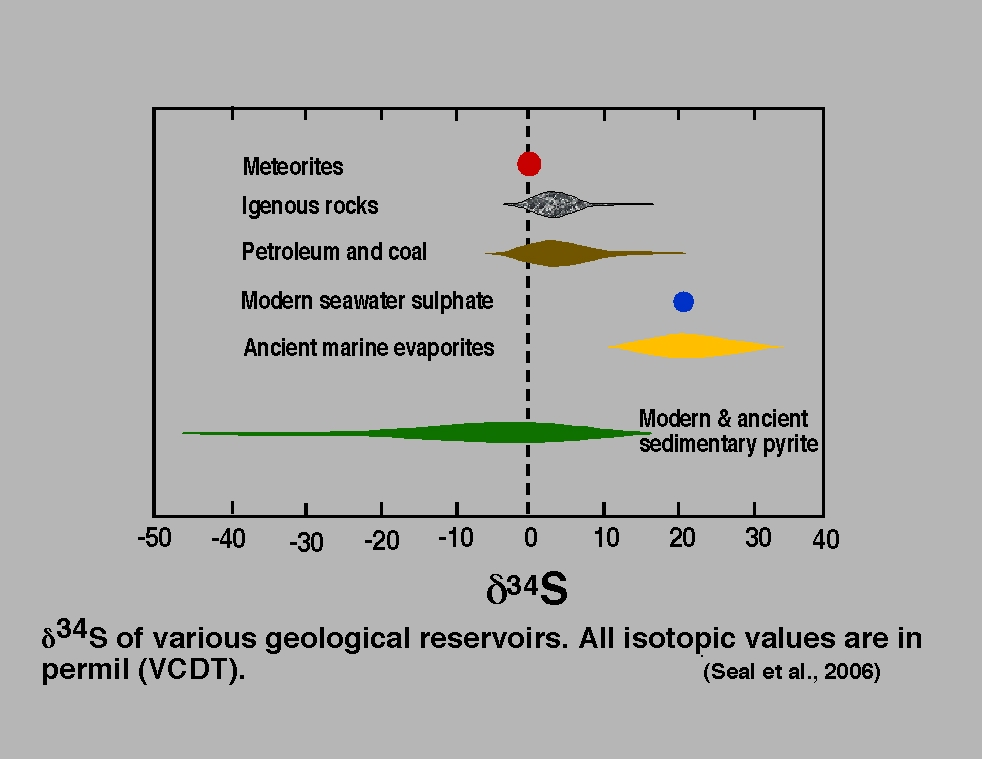 Meteorites
Igenous rocks
Petroleum and coal
Modern seawater sulphate
Ancient marine evaporites
Modern & ancient
sedimentary pyrite
-50 -40 -30 -20 -10 0 10 20 30 40
δ³⁴S
δ³⁴S of various geological reservoirs. All isotopic values are in
permil (VCDT).
(Seal et al., 2006)